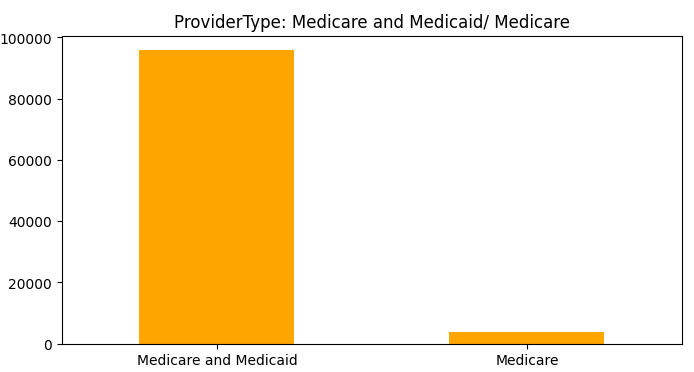 ProviderType: Medicare and Medicaid/ Medicare
100000
80000
60000
40000
20000
0
Medicare and Medicaid
Medicare